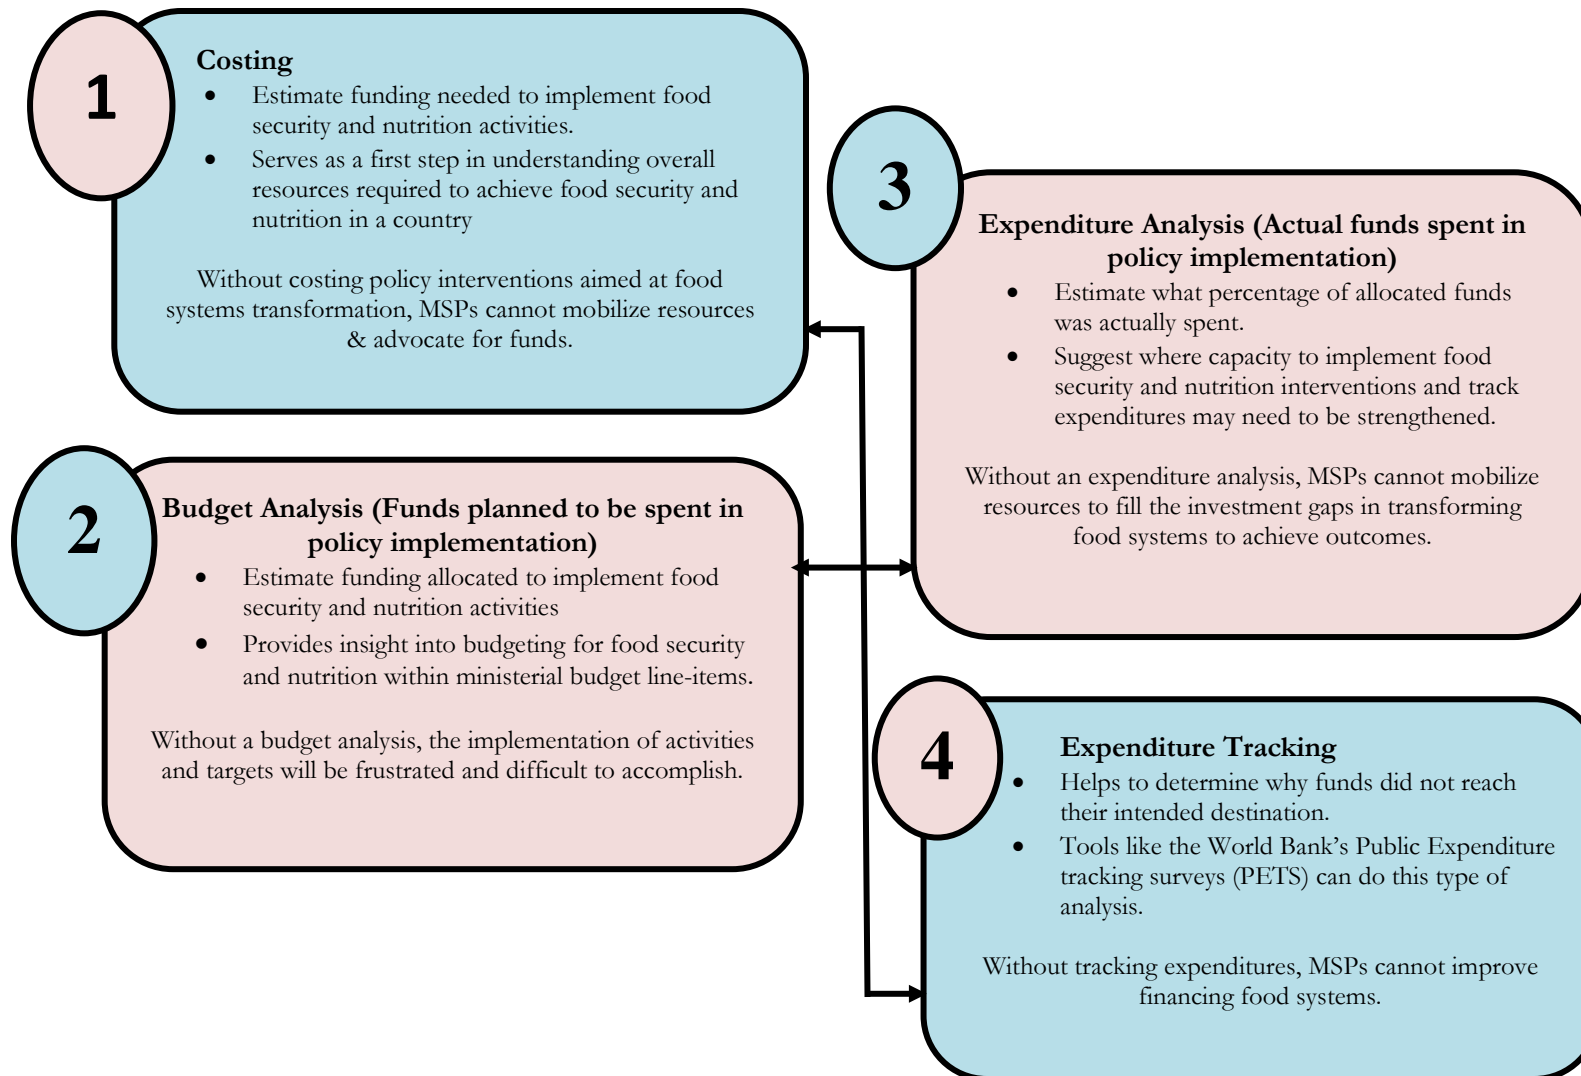 1
Costing
• Estimate funding needed to implement food
security and nutrition activities.
• Serves as a first step in understanding overall
resources required to achieve food security and
nutrition in a country
Without costing policy interventions aimed at food
systems transformation, MSPs cannot mobilize resources
& advocate for funds.
2
Budget Analysis (Funds planned to be spent in
policy implementation)
• Estimate funding allocated to implement food
security and nutrition activities
• Provides insight into budgeting for food security
and nutrition within ministerial budget line-items.
Without a budget analysis, the implementation of activities
and targets will be frustrated and difficult to accomplish.
3
Expenditure Analysis (Actual funds spent in
policy implementation)
• Estimate what percentage of allocated funds
was actually spent.
• Suggest where capacity to implement food
security and nutrition interventions and track
expenditures may need to be strengthened.
Without an expenditure analysis, MSPs cannot mobilize
resources to fill the investment gaps in transforming
food systems to achieve outcomes.
4
Expenditure Tracking
• Helps to determine why funds did not reach
their intended destination.
• Tools like the World Bank’s Public Expenditure
tracking surveys (PETS) can do this type of
analysis.
Without tracking expenditures, MSPs cannot improve
financing food systems.